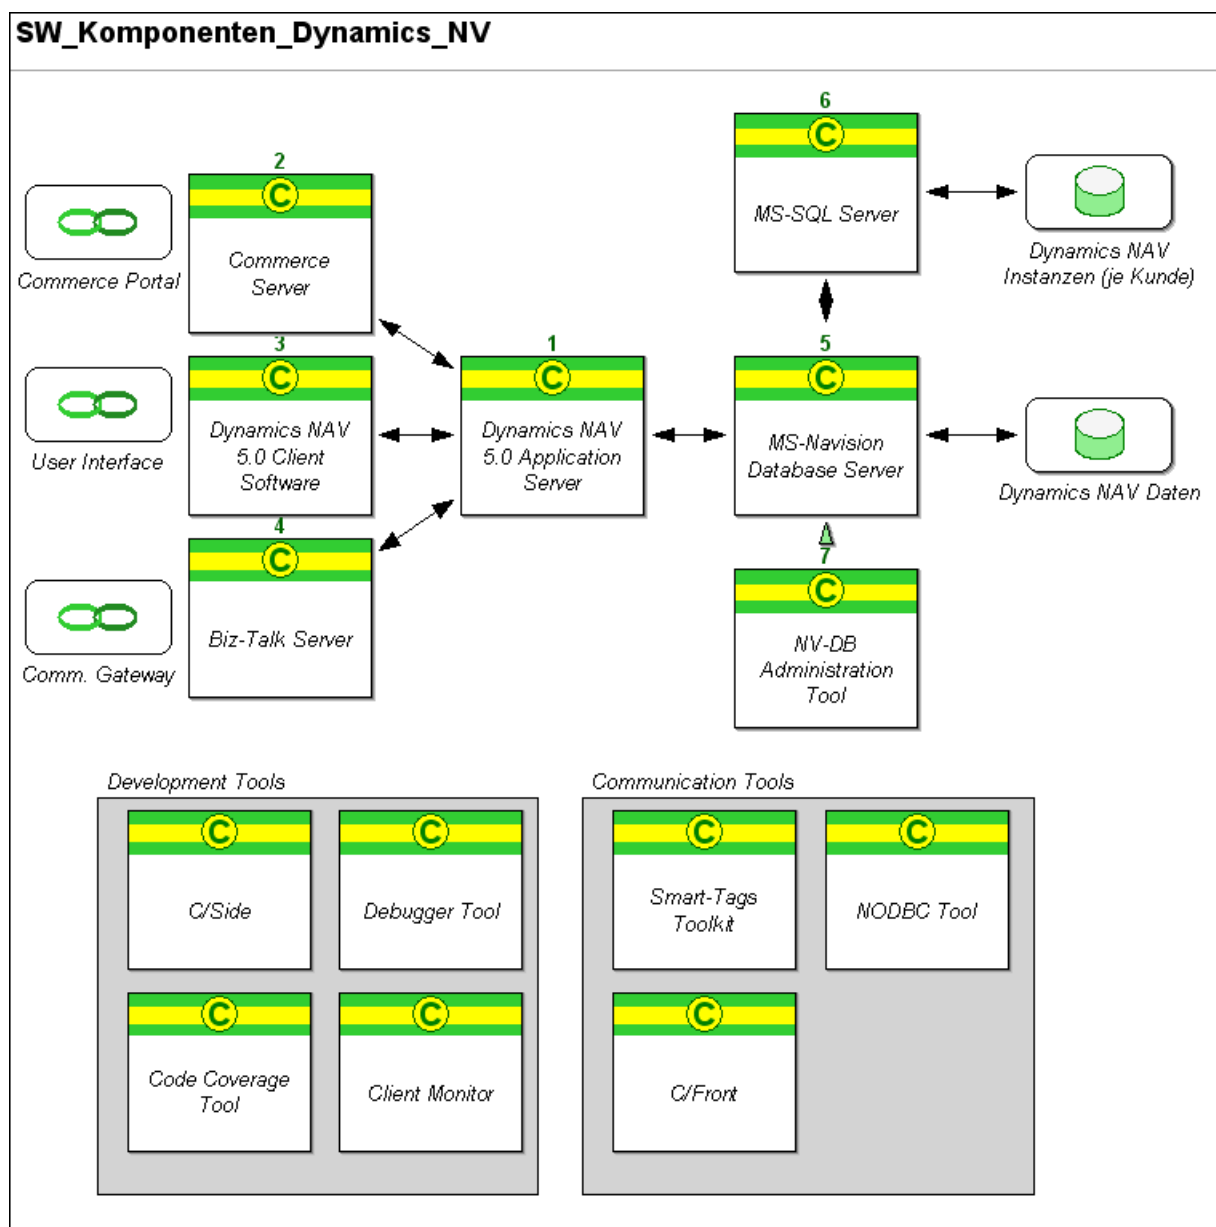 SW_Komponenten_Dynamics_NV
6
C
MS-SQL Server
Dynamics NAV
Instanzen (je Kunde)
2
C
Commerce
Server
Commerce Portal
3
C
Dynamics NAV
5.0 Client
Software
User Interface
1
C
Dynamics NAV
5.0 Application
Server
5
C
MS-Navision
Database Server
Dynamics NAV Daten
4
C
Biz-Talk Server
Comm. Gateway
7
C
NV-DB
Administration
Tool
Development Tools
C
C/Side
C
Debugger Tool
C
Code Coverage
Tool
C
Client Monitor
Communication Tools
C
Smart-Tags
Toolkit
C
NODBC Tool
C
C/Front